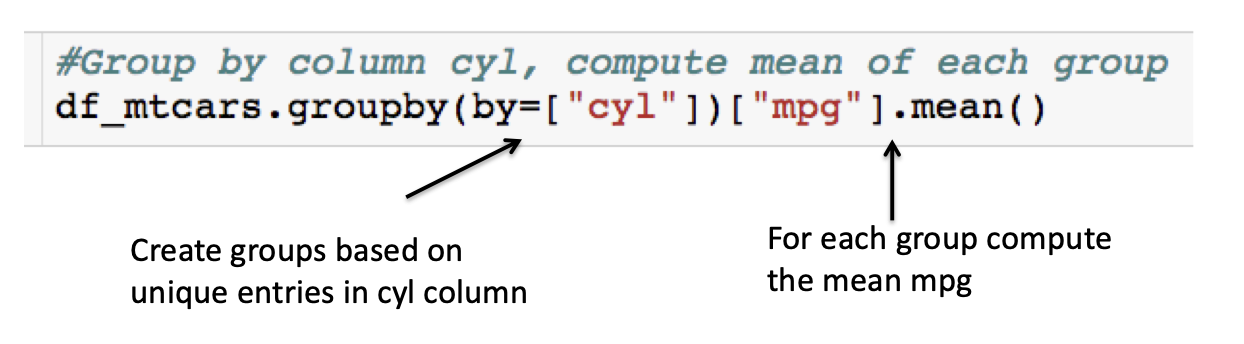 #Group by column cyl, compute mean of each group
df_mtcars.groupby(by=["cyl"])["mpg"].mean()
Create groups based on
unique entries in cyl column
For each group compute
the mean mpg